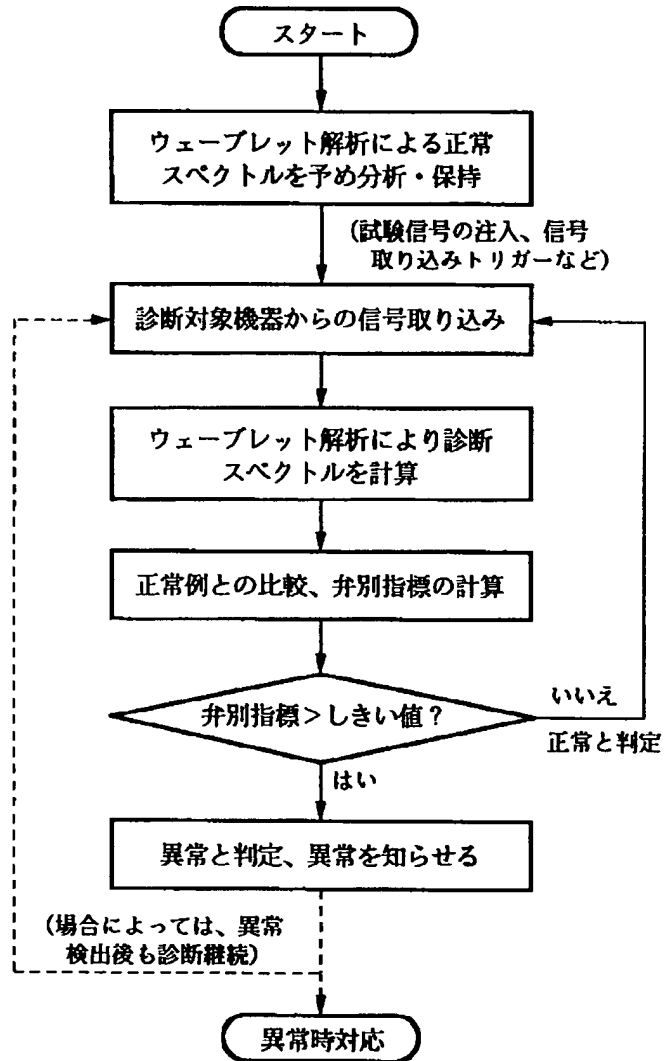 スタート
ウェーブレット解析による正常
スペクトルを予め分析・保持
(試験信号の注入、信号
取り込みトリガーなど)
診断対象機器からの信号取り込み
ウェーブレット解析により診断
スペクトルを計算
正常例との比較、弁別指標の計算
弁別指標>しきい値?
いいえ
正常と判定
はい
異常と判定、異常を知らせる
(場合によっては、異常
検出後も診断継続)
異常時対応